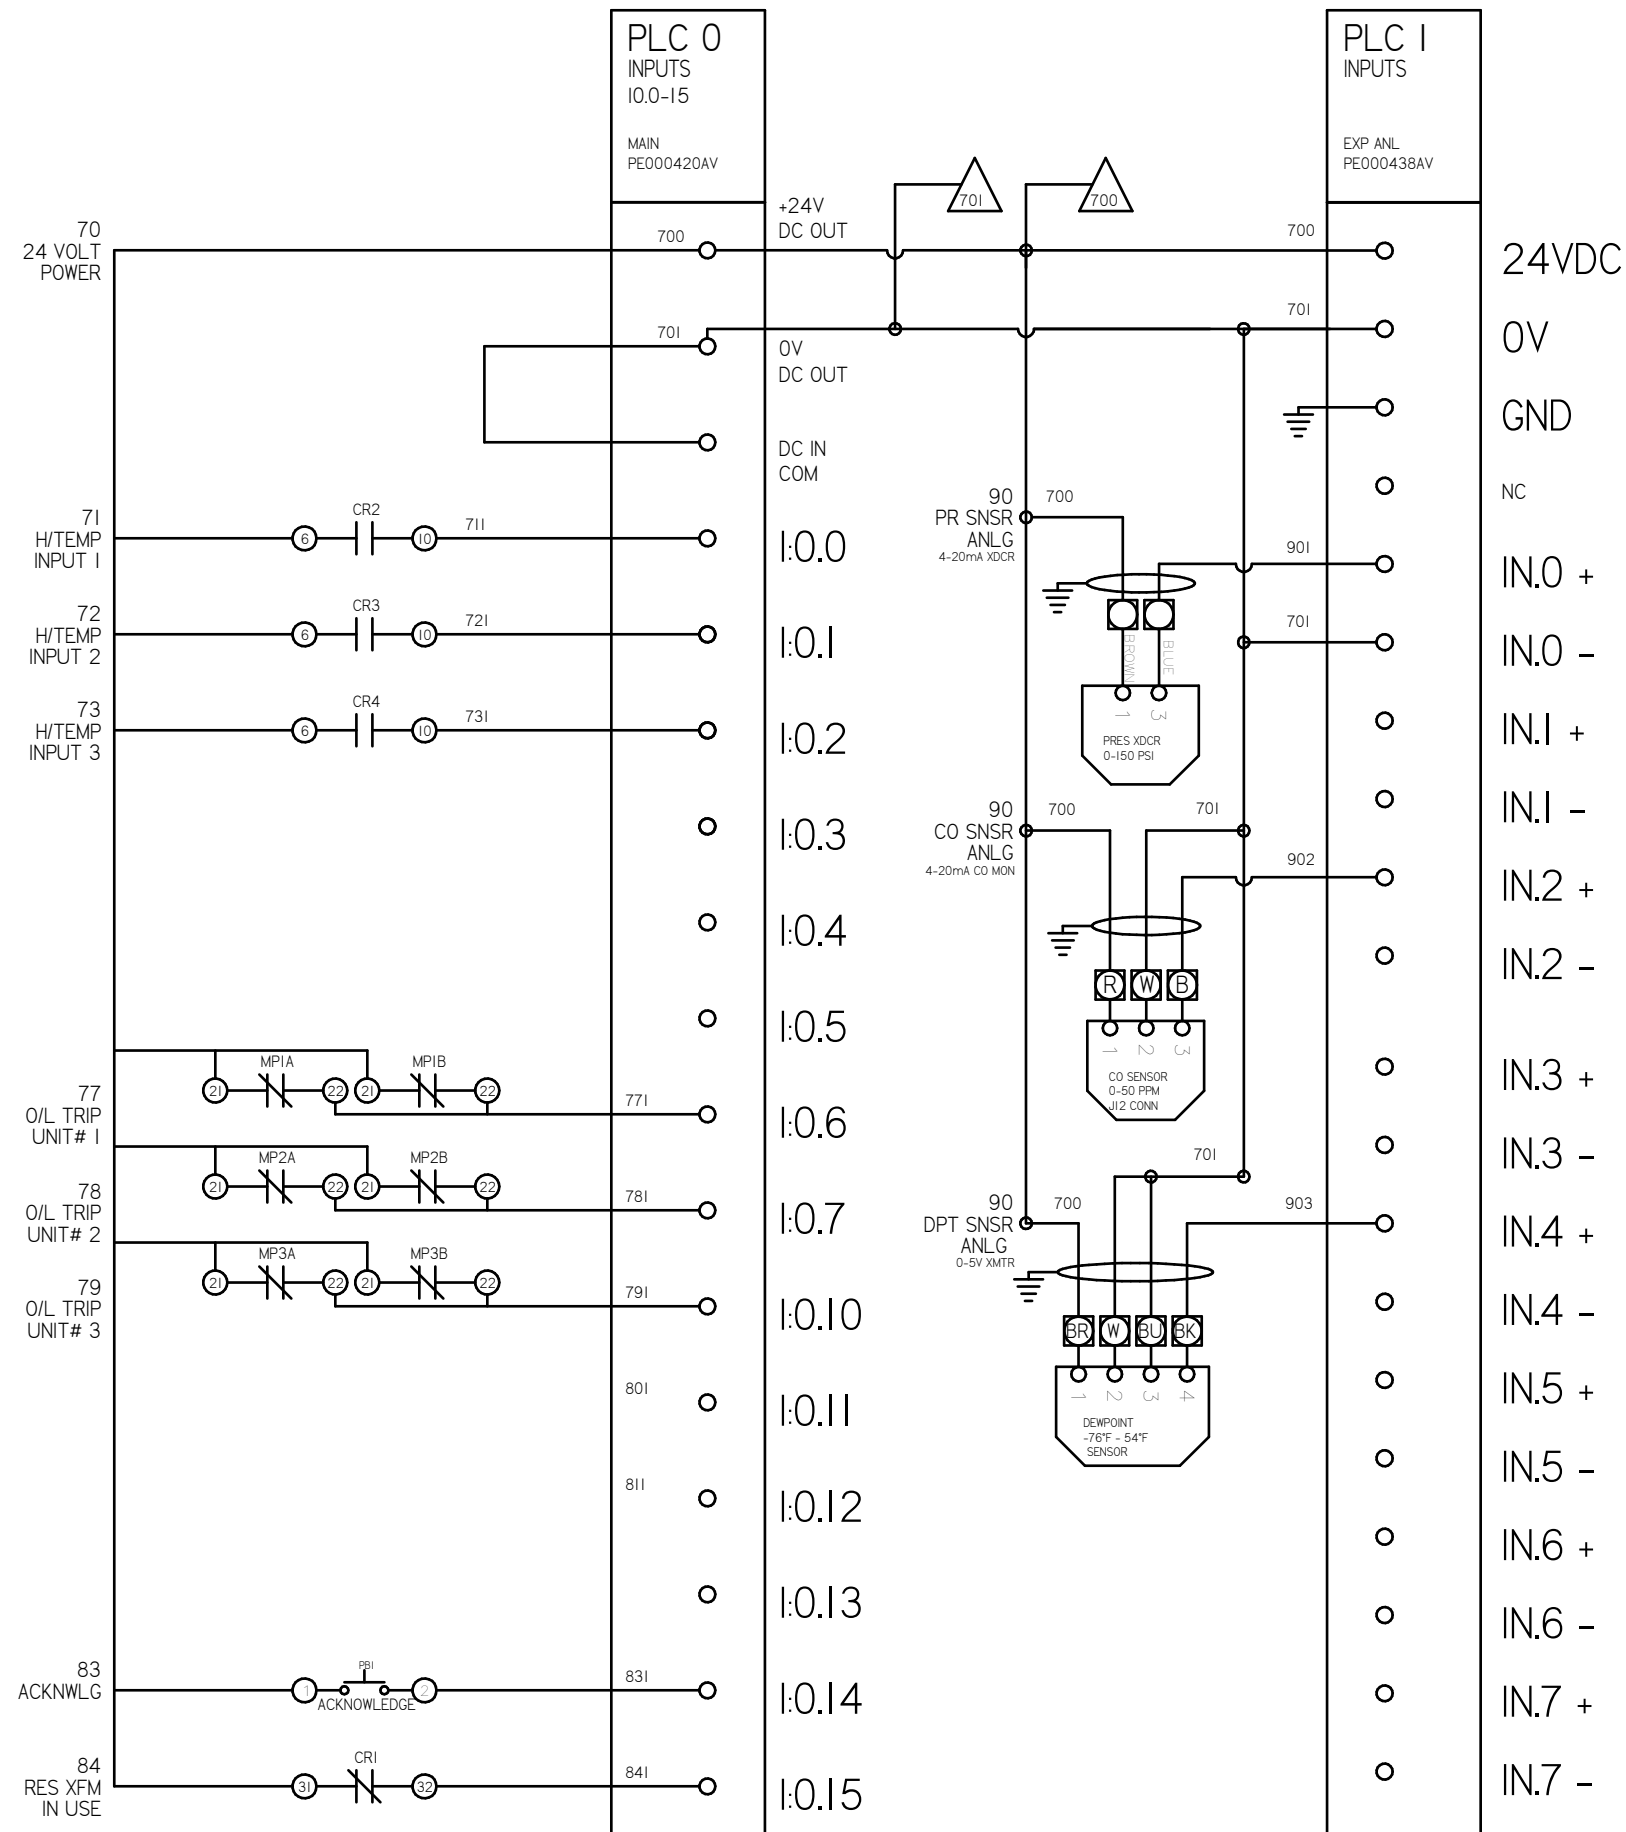 PLC 0
INPUTS
I0.0-15
MAIN
PE000420AV
PLC 1
INPUTS
EXP ANL
PE000438AV
701
700
70
24 VOLT
POWER
700
+24V
DC OUT
700
24VDC
701
0V
DC OUT
701
0V
GND
DC IN
COM
NC
71
H/TEMP
INPUT 1
6
CR2
10
711
I:0.0
90
PR SNSR
ANLG
4-20mA XDCR
700
901
IN.0 +
72
H/TEMP
INPUT 2
6
CR3
10
721
I:0.1
BROWN
BLUE
701
IN.0 -
73
H/TEMP
INPUT 3
6
CR4
10
731
I:0.2
1
3
PRES XDCR
0-150 PSI
IN.1 +
IN.1 -
I:0.3
90
CO SNSR
ANLG
4-20mA CO MON
700
701
902
IN.2 +
I:0.4
IN.2 -
R
W
B
I:0.5
1
2
3
CO SENSOR
0-50 PPM
J12 CONN
IN.3 +
77
O/L TRIP
UNIT# 1
21
MP1A
22
21
MP1B
22
771
I:0.6
IN.3 -
701
78
O/L TRIP
UNIT# 2
21
MP2A
22
21
MP2B
22
781
I:0.7
90
DPT SNSR
ANLG
0-5V XMTR
700
903
IN.4 +
79
O/L TRIP
UNIT# 3
21
MP3A
22
21
MP3B
22
791
I:0.10
IN.4 -
BR
W
BU
BK
1
2
3
4
DEWPOINT
-76°F - 54°F
SENSOR
801
I:0.11
IN.5 +
IN.5 -
811
I:0.12
IN.6 +
I:0.13
IN.6 -
83
ACKNWLG
1
PB1
2
ACKNOWLEDGE
831
I:0.14
IN.7 +
84
RES XFM
IN USE
31
CR1
32
841
I:0.15
IN.7 -